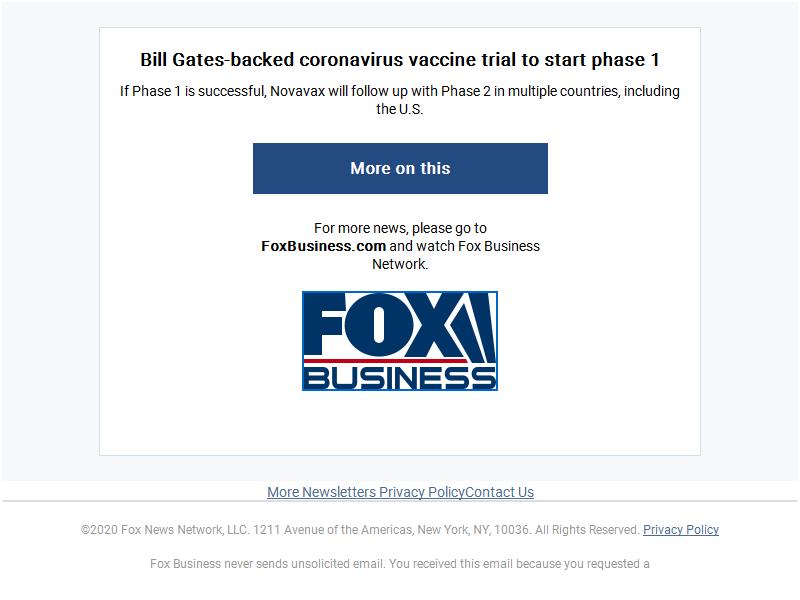 Bill Gates-backed coronavirus vaccine trial to start phase 1
If Phase 1 is successful, Novavax will follow up with Phase 2 in multiple countries, including
the U.S.
More on this
For more news, please go to
FoxBusiness.com and watch Fox Business
Network.
FOX
BUSINESS
More Newsletters Privacy PolicyContact Us
©2020 Fox News Network, LLC. 1211 Avenue of the Americas, New York, NY, 10036. All Rights Reserved. Privacy Policy
Fox Business never sends unsolicited email. You received this email because you requested a